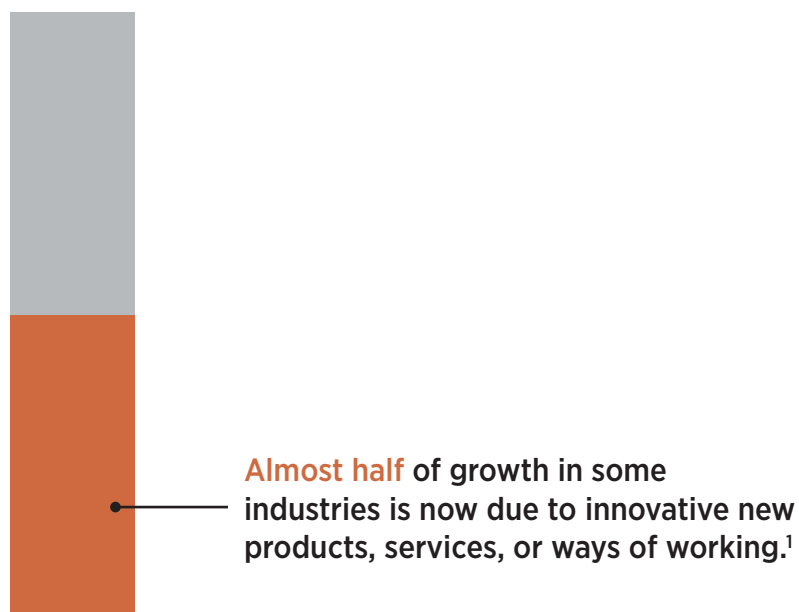 Almost half of growth in some
industries is now due to innovative new
products, services, or ways of working.¹